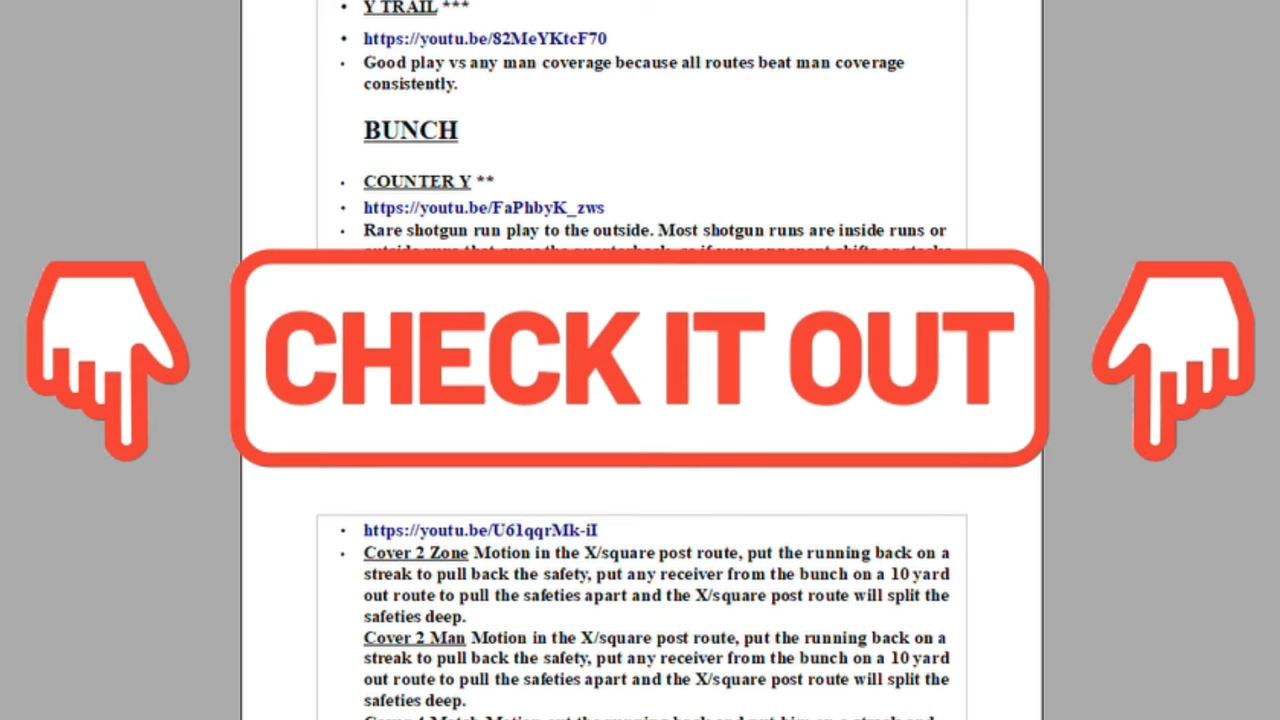 Y TRAIL ***
https://youtu.be/82MeYKtcF70
Good play vs any man coverage because all routes beat man coverage
consistently.
BUNCH
COUNTER Y **
https://youtu.be/FaPhbyK_zws
Rare shotgun run play to the outside. Most shotgun runs are inside runs or
CHECK IT OUT
https://youtu.be/U61qqrMk-iI
Cover 2 Zone Motion in the X/square post route, put the running back on a
streak to pull back the safety, put any receiver from the bunch on a 10 yard
out route to pull the safeties apart and the X/square post route will split the
safeties deep.
Cover 2 Man Motion in the X/square post route, put the running back on a
streak to pull back the safety, put any receiver from the bunch on a 10 yard
out route to pull the safeties apart and the X/square post route will split the
safeties deep.